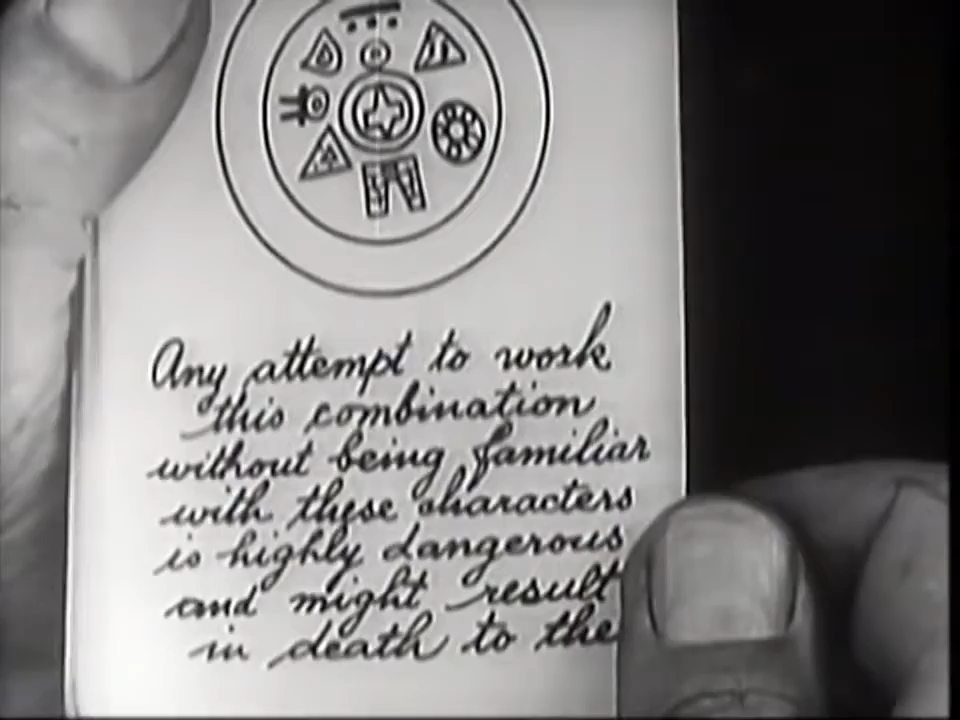 Any attempt to work
this combination
without being familiar
with these characters
is highly dangerous
and might result
in death to the